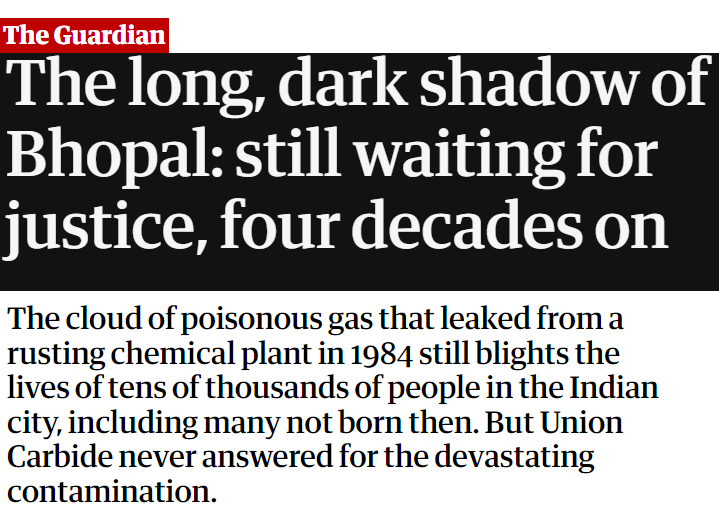 The Guardian
The long, dark shadow of
Bhopal: still waiting for
justice, four decades on
The cloud of poisonous gas that leaked from a
rusting chemical plant in 1984 still blights the
lives of tens of thousands of people in the Indian
city, including many not born then. But Union
Carbide never answered for the devastating
contamination.